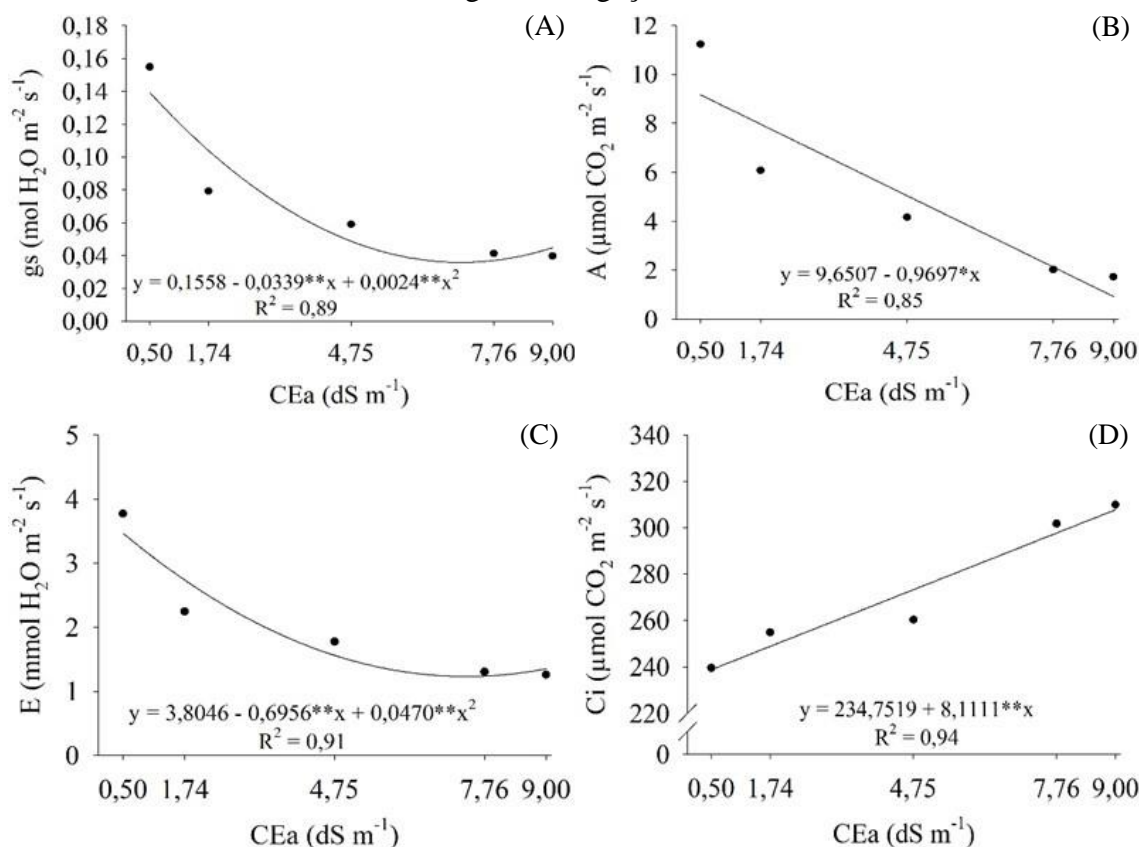 (A)
0,18
0,16
0,14
0,12
0,10
0,08
0,06
0,04
0,02
0,00
gs (mol H₂O m⁻² s⁻¹)
y = 0,1558 - 0,0339**x + 0,0024**x²
R² = 0,89
0,50 1,74 4,75 7,76 9,00
CEa (dS m⁻¹)
(B)
12
10
8
6
4
2
0
A (µmol CO₂ m⁻² s⁻¹)
y = 9,6507 - 0,9697*x
R² = 0,85
0,50 1,74 4,75 7,76 9,00
CEa (dS m⁻¹)
(C)
5
4
3
2
1
0
E (mmol H₂O m⁻² s⁻¹)
y = 3,8046 - 0,6956**x + 0,0470**x²
R² = 0,91
0,50 1,74 4,75 7,76 9,00
CEa (dS m⁻¹)
(D)
340
320
300
280
260
240
220
0
Ci (µmol CO₂ m⁻² s⁻¹)
y = 234,7519 + 8,1111**x
R² = 0,94
0,50 1,74 4,75 7,76 9,00
CEa (dS m⁻¹)